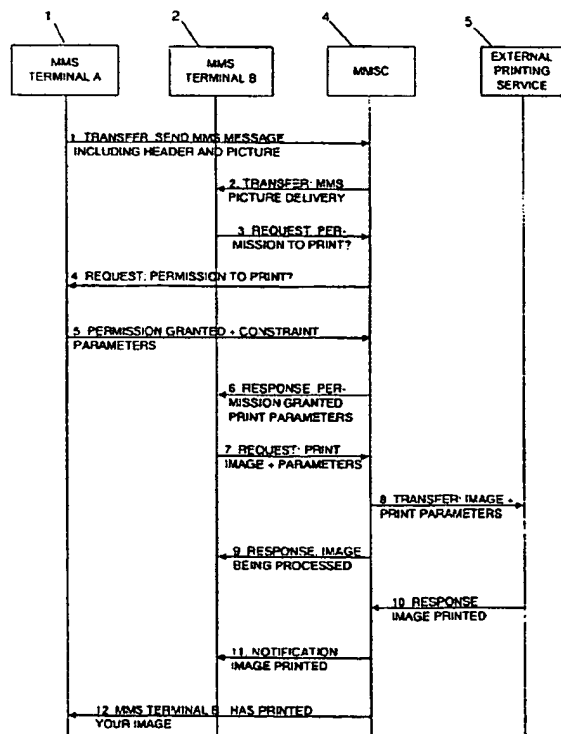 1
2
4
5
MMS
TERMINAL A
MMS
TERMINAL B
MMSC
EXTERNAL
PRINTING
SERVICE
1. TRANSFER: SEND MMS MESSAGE
INCLUDING HEADER AND PICTURE
2. TRANSFER: MMS
PICTURE DELIVERY
3 REQUEST PER-
MISSION TO PRINT?
4 REQUEST: PERMISSION TO PRINT?
5 PERMISSION GRANTED + CONSTRAINT
PARAMETERS
6 RESPONSE PER-
MISSION GRANTED
PRINT PARAMETERS
7 REQUEST: PRINT
IMAGE + PARAMETERS
8 TRANSFER: IMAGE +
PRINT PARAMETERS
9 RESPONSE, IMAGE
BEING PROCESSED
10 RESPONSE
IMAGE PRINTED
11. NOTIFICATION
IMAGE PRINTED
12 MMS TERMINAL B HAS PRINTED
YOUR IMAGE